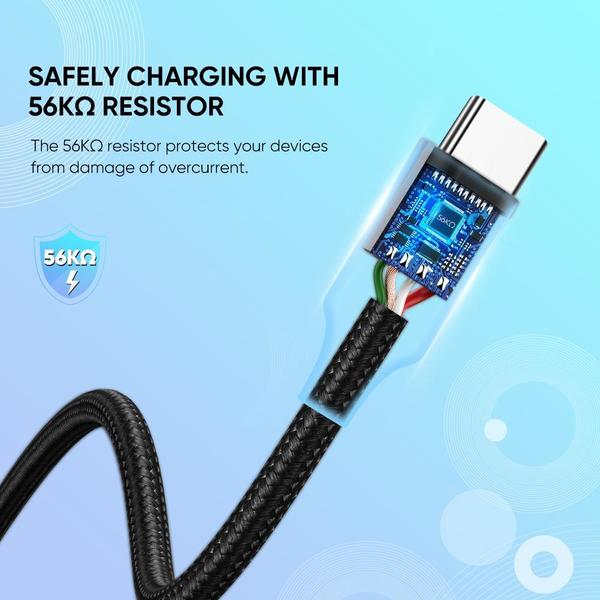 SAFELY CHARGING WITH
56KΩ RESISTOR
The 56KΩ resistor protects your devices
from damage of overcurrent.
56KΩ
56KΩ